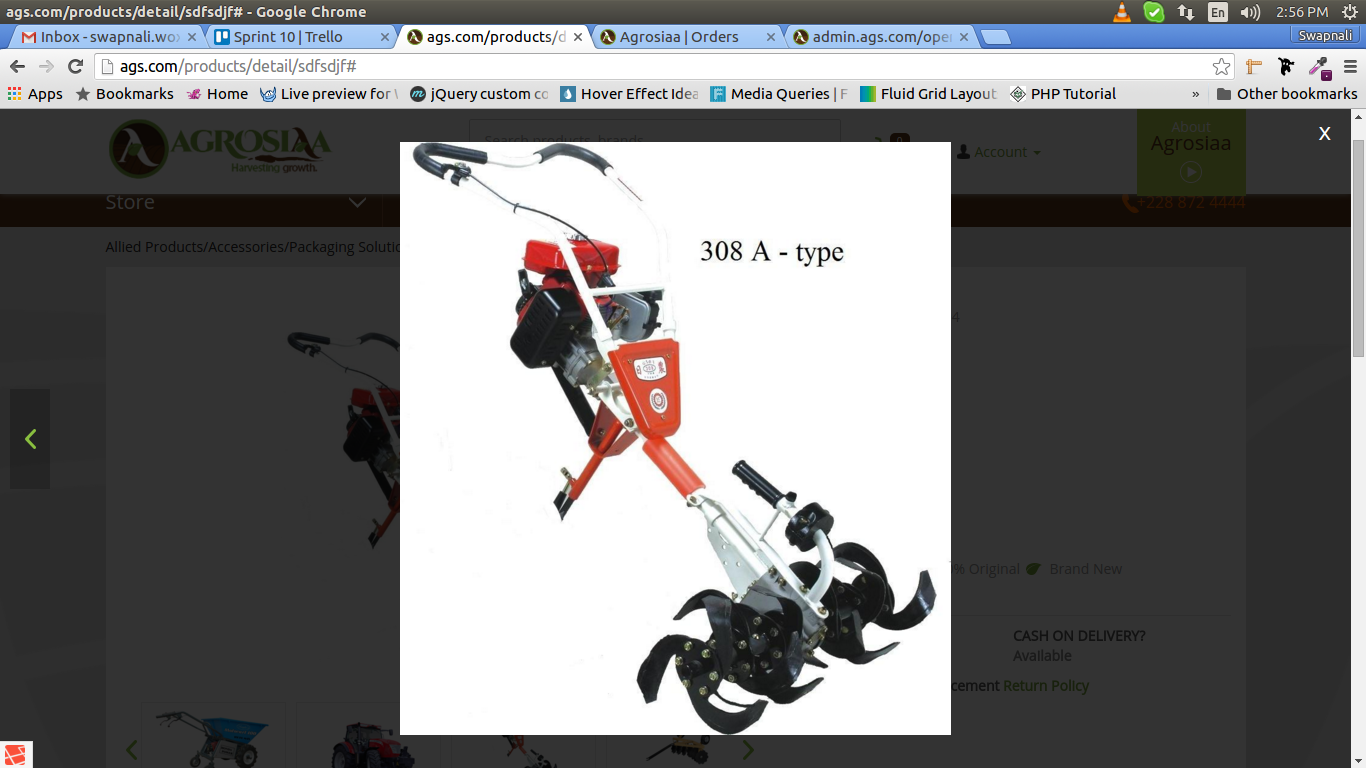 ags.com/products/detail/sdfsdjf# - Google Chrome
En
2:56 PM
Inbox - swapnali.wo
Sprint 10 | Trello
ags.com/products/d
Agrosiaa | Orders
admin.ags.com/ope
Swapnali
ags.com/products/detail/sdfsdjf#
Apps
Bookmarks
Home
Live preview for
jQuery custom co
Hover Effect Idea
Media Queries | F
Fluid Grid Layout
PHP Tutorial
»
Other bookmarks
AGROSIAA
Harvesting growth.
Search products, brands
0
Account
About
Agrosiaa
X
Store
+228 872 4444
Allied Products/Accessories/Packaging Solutio
308 A - type
4
% Original
Brand New
CASH ON DELIVERY?
Available
cement Return Policy